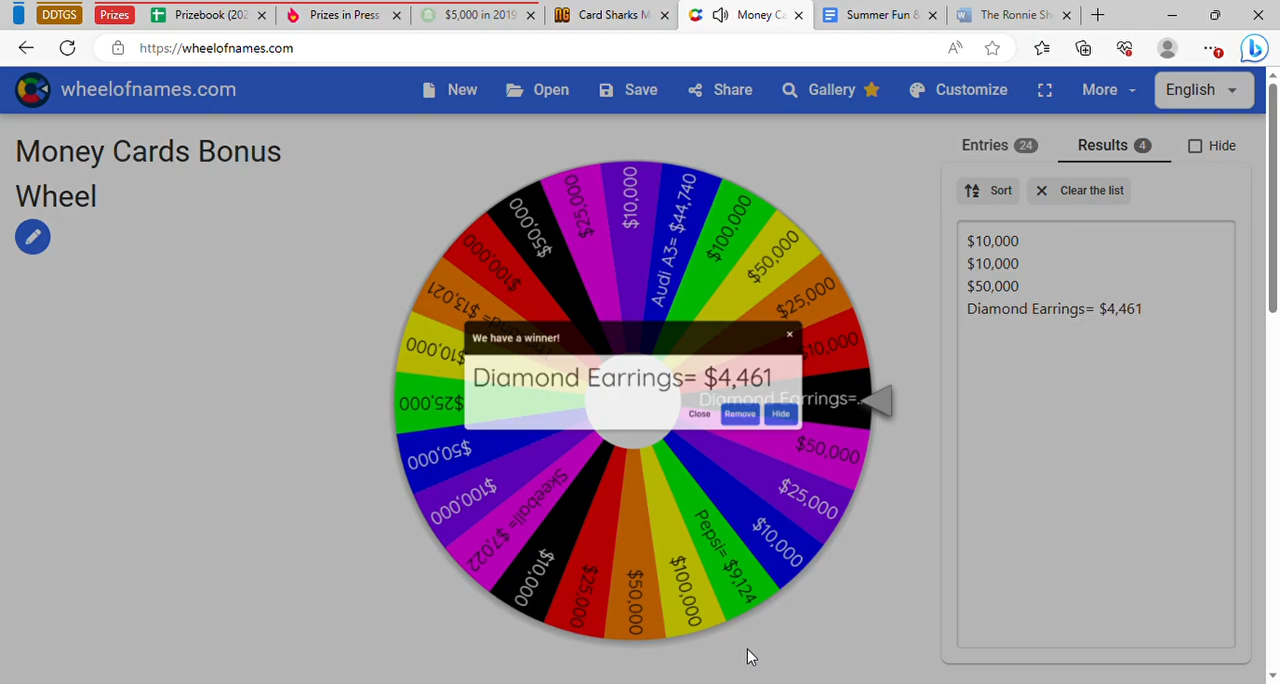 DDTGS
Prizes
Prizebook (202
Prizes in Press
$5,000 in 2019
Card Sharks M
Money Ca
Summer Fun &
The Ronnie Sh
https://wheelofnames.com
wheelofnames.com
New
Open
Save
Share
Gallery
Customize
More
English
Money Cards Bonus
Wheel
Entries 24
Results 4
Hide
Sort
Clear the list
$10,000
$10,000
$50,000
Diamond Earrings= $4,461
We have a winner!
Diamond Earrings= $4,461
Close
Remove
Hide
$10,000
Audi A3= $44,740
$100,000
$50,000
$25,000
$10,000
Diamond Earrings=...
$50,000
$25,000
$10,000
Pepsi= $9,124
$100,000
$50,000
$25,000
$10,000
Skeeball= $7,022
$100,000
$50,000
$25,000
$10,000
= $13,021
$100,000
$50,000
$25,000